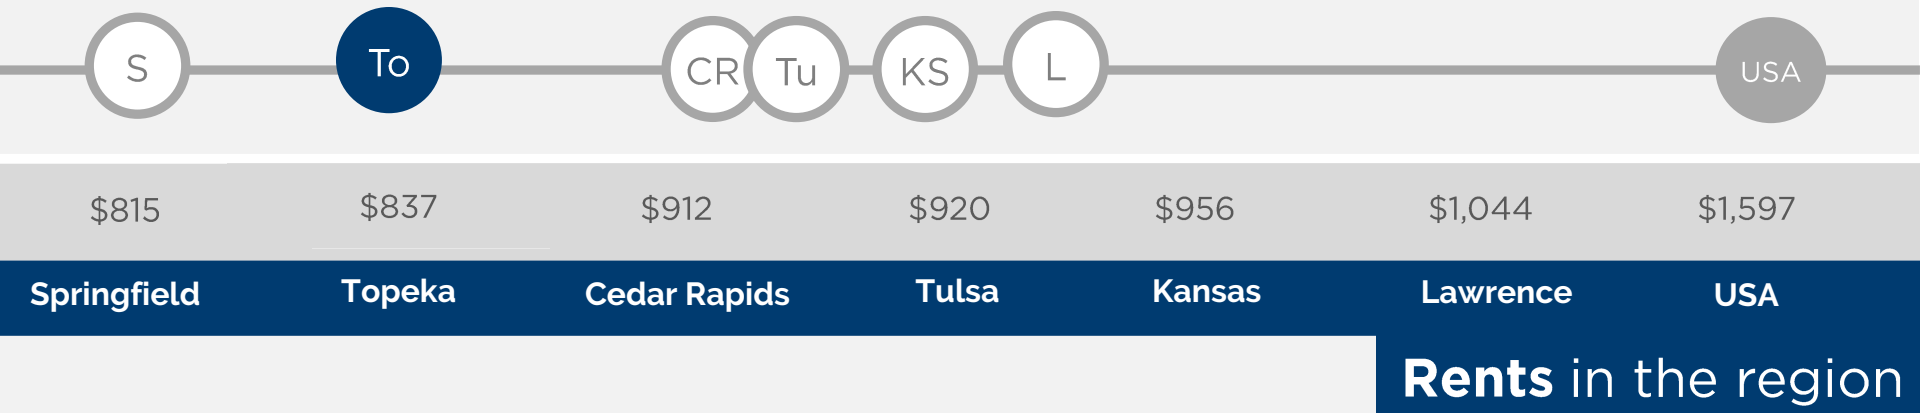 S To CR Tu KS L USA
$815 $837 $912 $920 $956 $1,044 $1,597
Springfield Topeka Cedar Rapids Tulsa Kansas Lawrence USA
Rents in the region